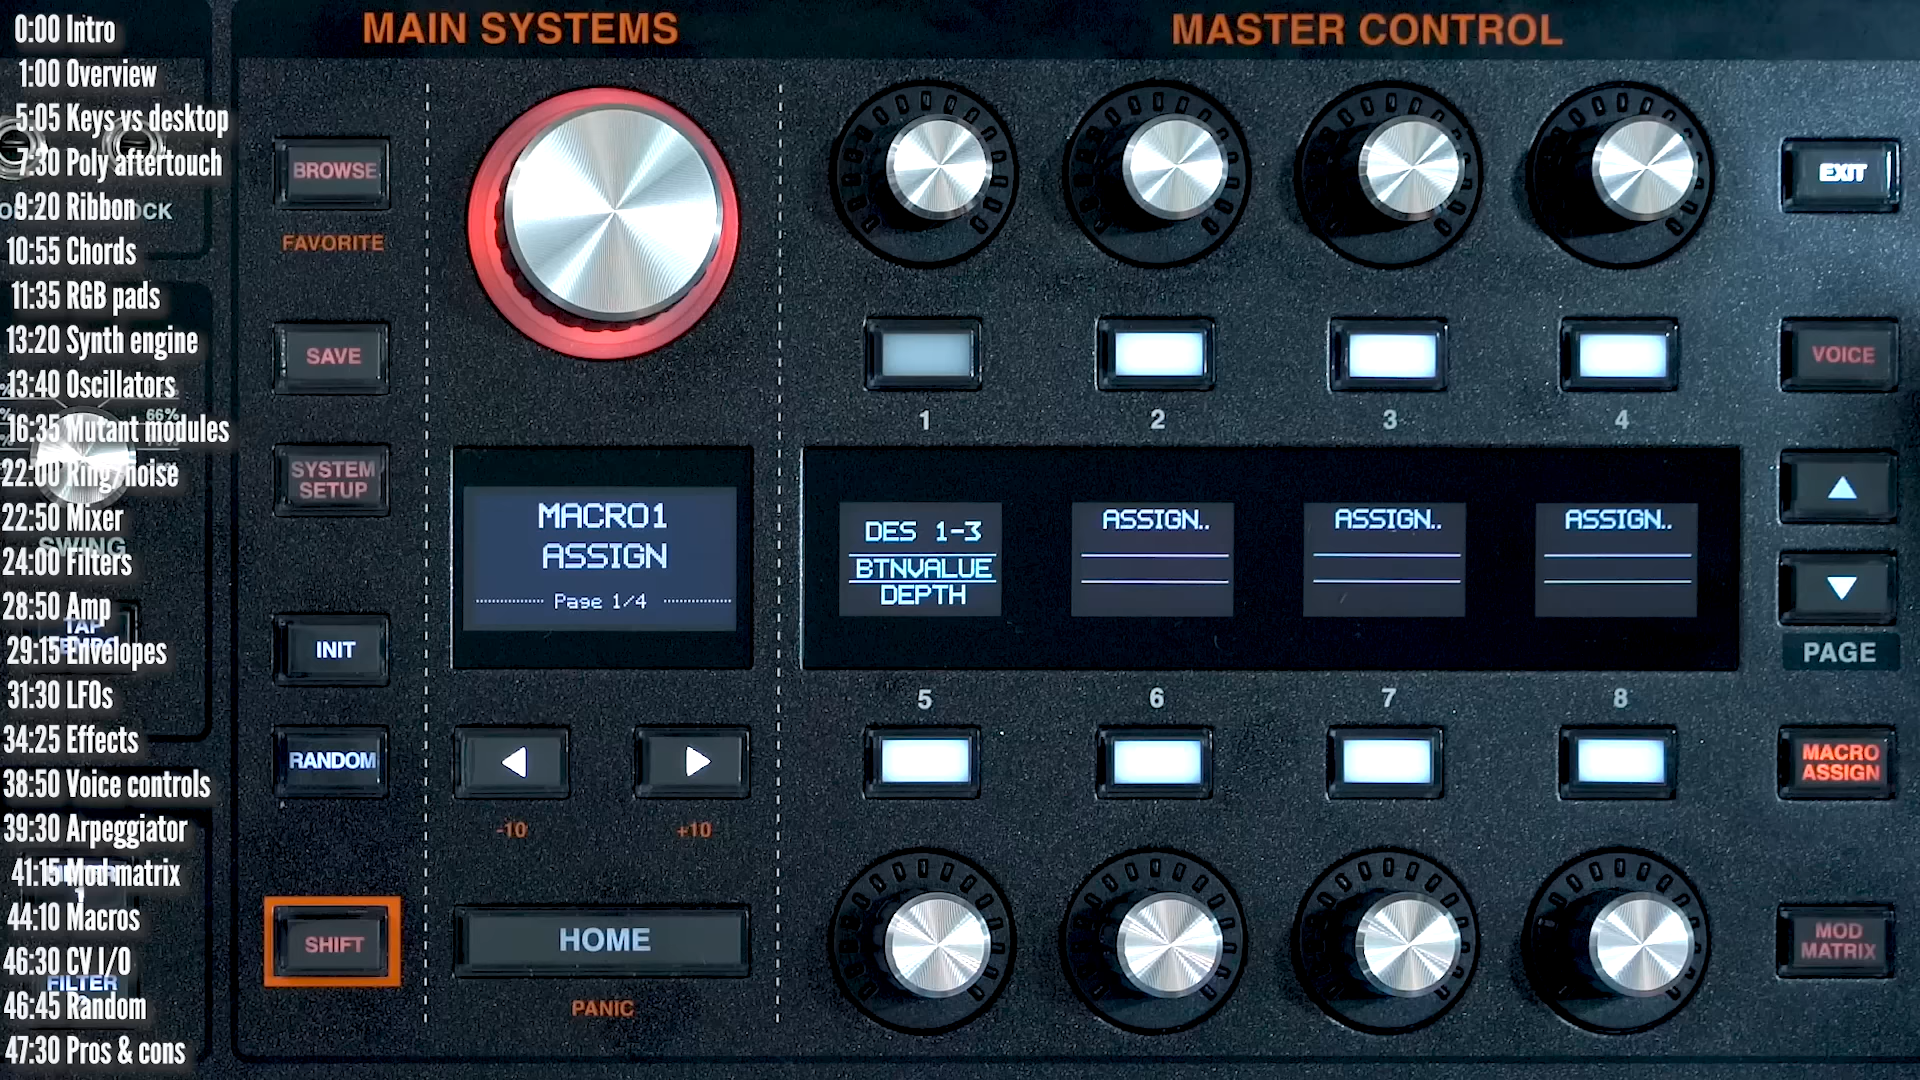 0:00 Intro
1:00 Overview
5:05 Keys vs desktop
7:30 Poly aftertouch
9:20 Ribbon
10:55 Chords
11:35 RGB pads
13:20 Synth engine
13:40 Oscillators
16:35 Mutant modules
22:00 Ring/noise
22:50 Mixer
24:00 Filters
28:50 Amp
29:15 Envelopes
31:30 LFOs
34:25 Effects
38:50 Voice controls
39:30 Arpeggiator
41:15 Mod matrix
44:10 Macros
46:30 CV I/O
46:45 Random
47:30 Pros & cons
66%
SWING
TAP
FILTER
MAIN SYSTEMS
BROWSE
FAVORITE
SAVE
SYSTEM
SETUP
INIT
RANDOM
SHIFT
MACRO1
ASSIGN
Page 1/4
-10
+10
HOME
PANIC
MASTER CONTROL
1
2
3
4
DES 1-3
BTNVALUE
DEPTH
ASSIGN..
ASSIGN..
ASSIGN..
5
6
7
8
EXIT
VOICE
PAGE
MACRO
ASSIGN
MOD
MATRIX